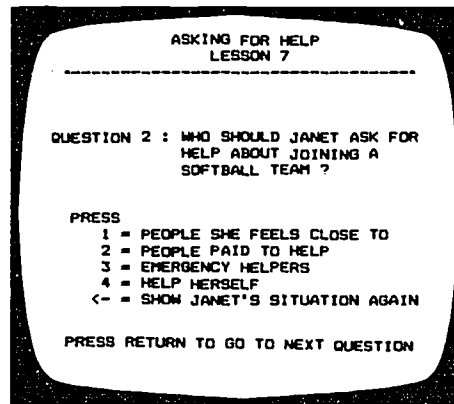 ASKING FOR HELP
LESSON 7
QUESTION 2 : WHO SHOULD JANET ASK FOR
HELP ABOUT JOINING A
SOFTBALL TEAM ?
PRESS
1 = PEOPLE SHE FEELS CLOSE TO
2 = PEOPLE PAID TO HELP
3 = EMERGENCY HELPERS
4 = HELP HERSELF
<- = SHOW JANET'S SITUATION AGAIN
PRESS RETURN TO GO TO NEXT QUESTION